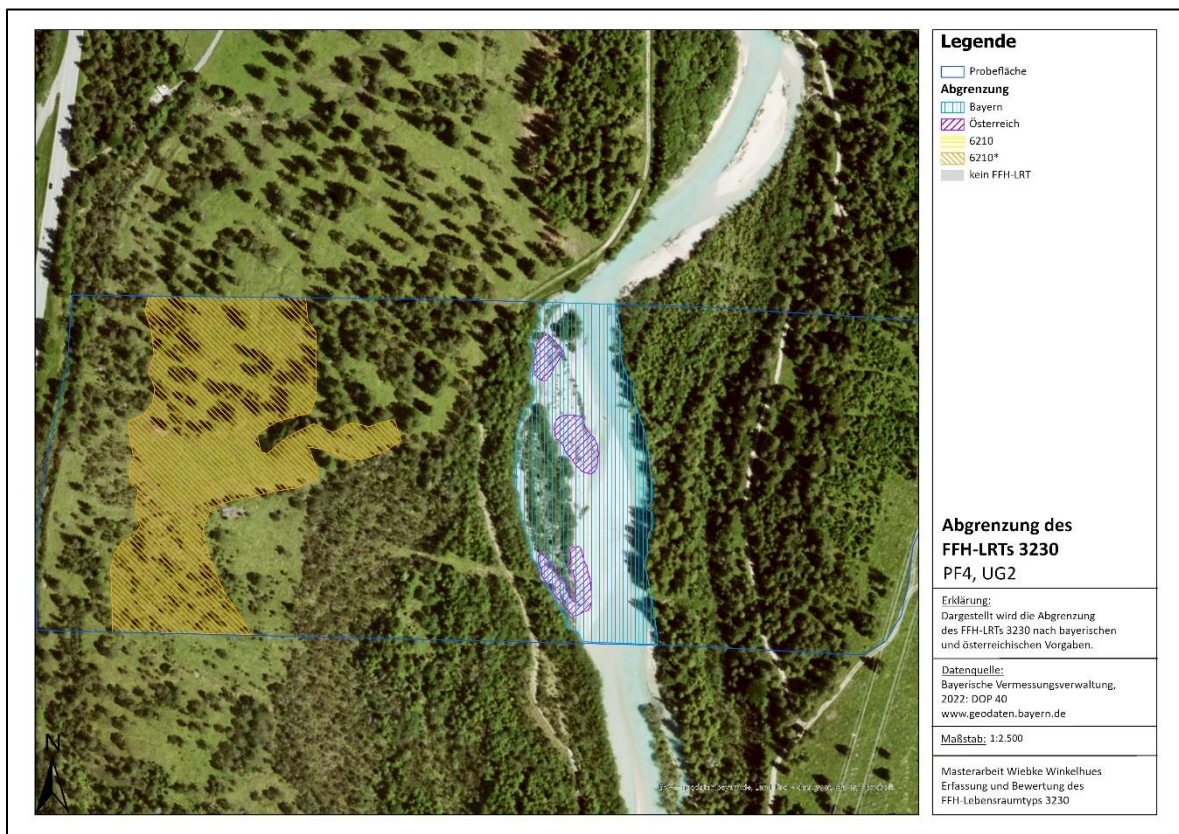 Legende
Probefläche
Abgrenzung
Bayern
Österreich
6210
6210*
kein FFH-LRT
Abgrenzung des
FFH-LRTs 3230
PF4, UG2
Erklärung:
Dargestellt wird die Abgrenzung
des FFH-LRTs 3230 nach bayerischen
und österreichischen Vorgaben.
Datenquelle:
Bayerische Vermessungsverwaltung,
2022: DOP 40
www.geodaten.bayern.de
Maßstab: 1:2.500
Masterarbeit Wiebke Winkelhues
Erfassung und Bewertung des
FFH-Lebensraumtyps 3230
N